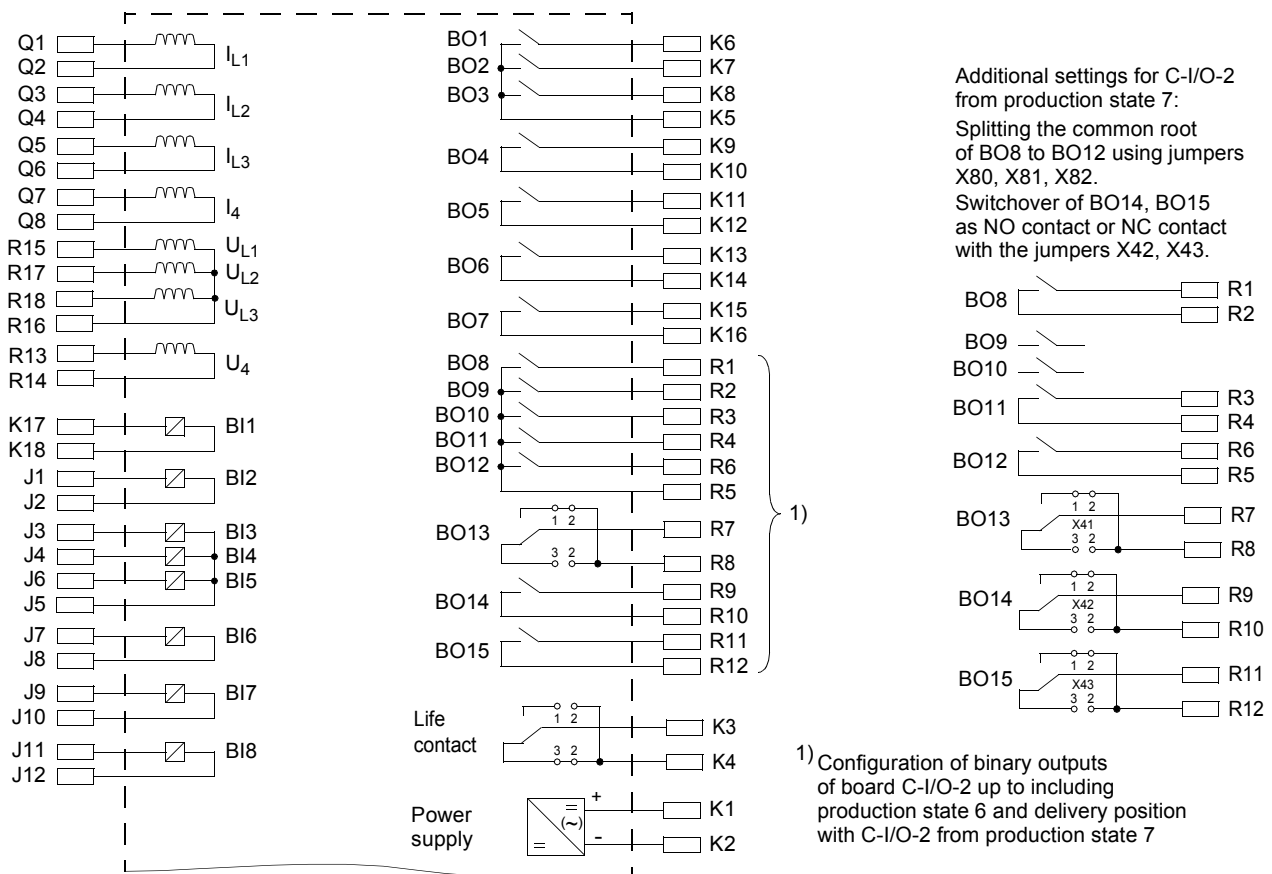 Q1
Q2
I_L1
Q3
Q4
I_L2
Q5
Q6
I_L3
Q7
Q8
I_4
R15
U_L1
R17
U_L2
R18
U_L3
R16
R13
U_4
R14
K17
BI1
K18
J1
BI2
J2
J3
BI3
J4
BI4
J6
BI5
J5
J7
BI6
J8
J9
BI7
J10
J11
BI8
J12
BO1
K6
BO2
K7
BO3
K8
K5
BO4
K9
K10
BO5
K11
K12
BO6
K13
K14
BO7
K15
K16
BO8
R1
BO9
R2
BO10
R3
BO11
R4
BO12
R6
R5
BO13
1 2
3 2
R7
R8
BO14
R9
R10
BO15
R11
R12
1)
Life
contact
1 2
3 2
K3
K4
Power
supply
=
(~)
=
+
-
K1
K2
Additional settings for C-I/O-2
from production state 7:
Splitting the common root
of BO8 to BO12 using jumpers
X80, X81, X82.
Switchover of BO14, BO15
as NO contact or NC contact
with the jumpers X42, X43.
BO8
R1
R2
BO9
BO10
BO11
R3
R4
BO12
R6
R5
BO13
1 2
X41
3 2
R7
R8
BO14
1 2
X42
3 2
R9
R10
BO15
1 2
X43
3 2
R11
R12
1) Configuration of binary outputs
of board C-I/O-2 up to including
production state 6 and delivery position
with C-I/O-2 from production state 7